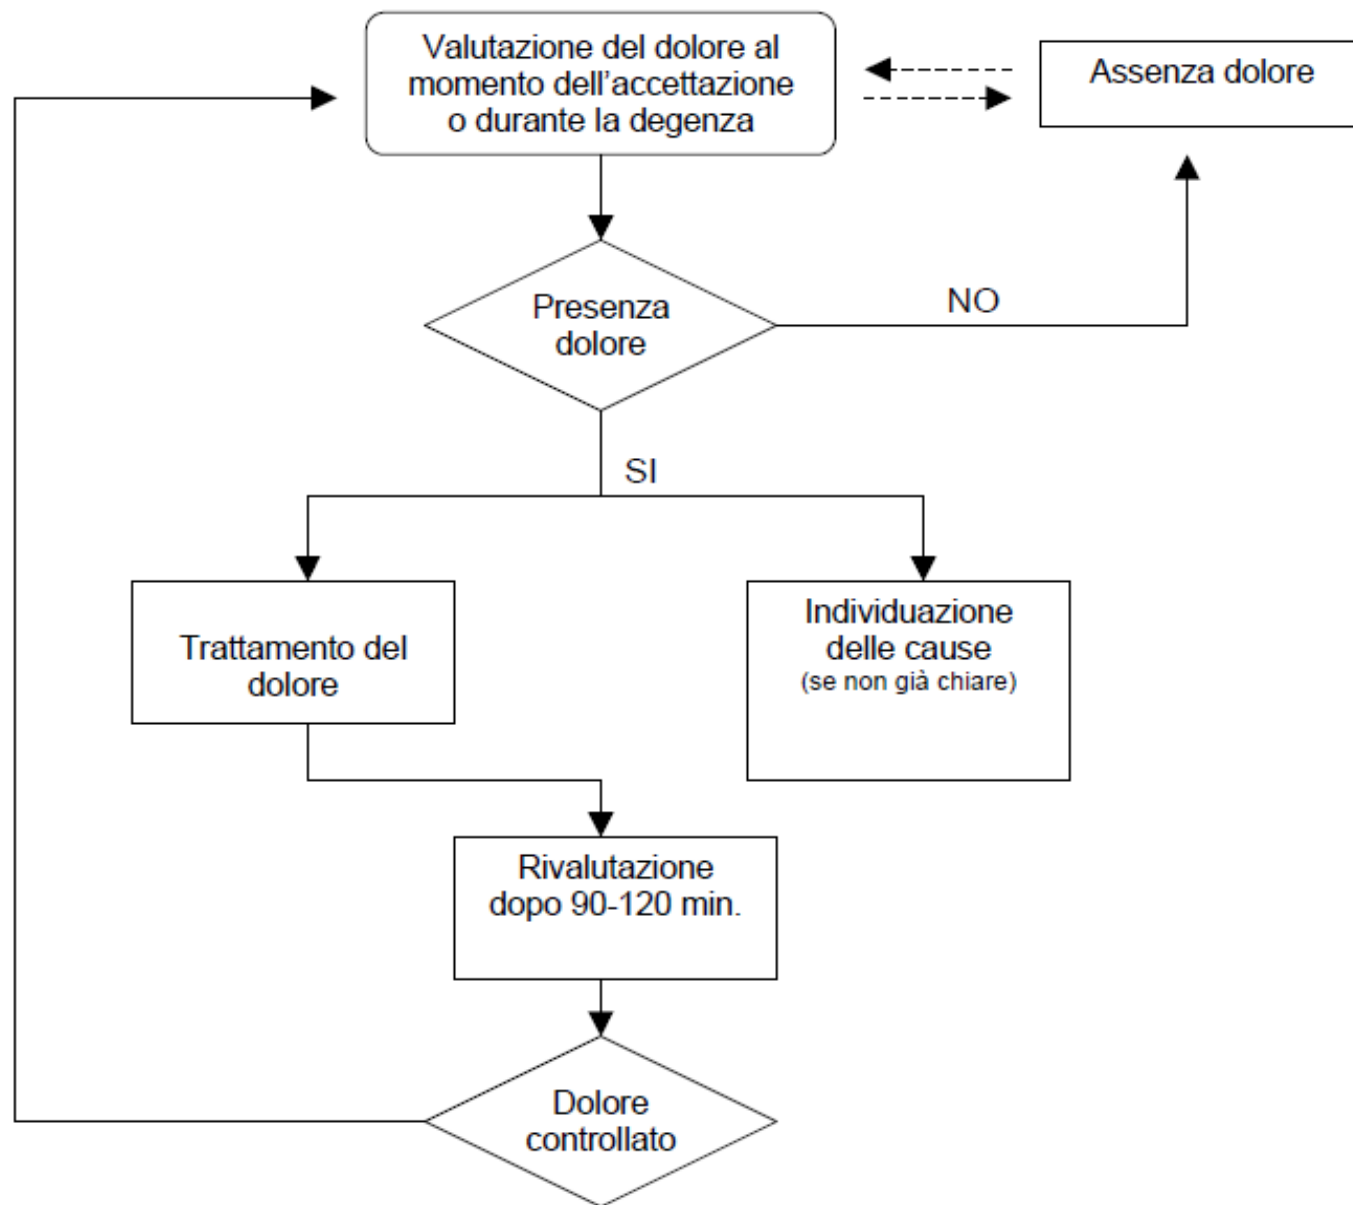 Valutazione del dolore al
momento dell’accettazione
o durante la degenza
Assenza dolore
Presenza
dolore
NO
SI
Trattamento del
dolore
Individuazione
delle cause
(se non già chiare)
Rivalutazione
dopo 90-120 min.
Dolore
controllato